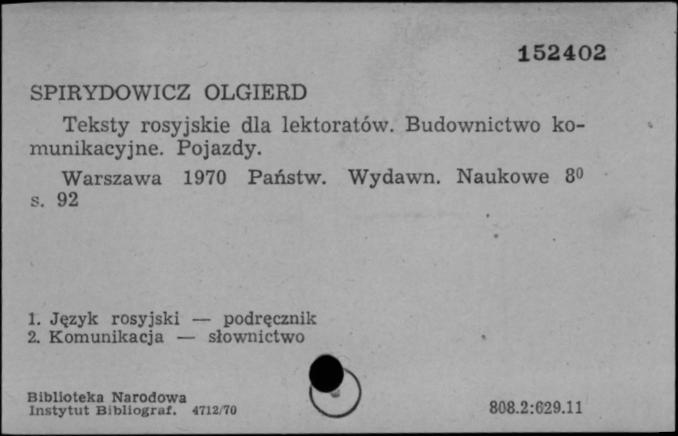 152402
SPIRYDOWICZ OLGIERD
Teksty rosyjskie dla lektoratów. Budownictwo ko-
munikacyjne. Pojazdy.
Warszawa 1970 Państw. Wydawn. Naukowe 8⁰
s. 92
1. Język rosyjski — podręcznik
2. Komunikacja — słownictwo
Biblioteka Narodowa
Instytut Bibliograf. 4712/70
808.2:629.11